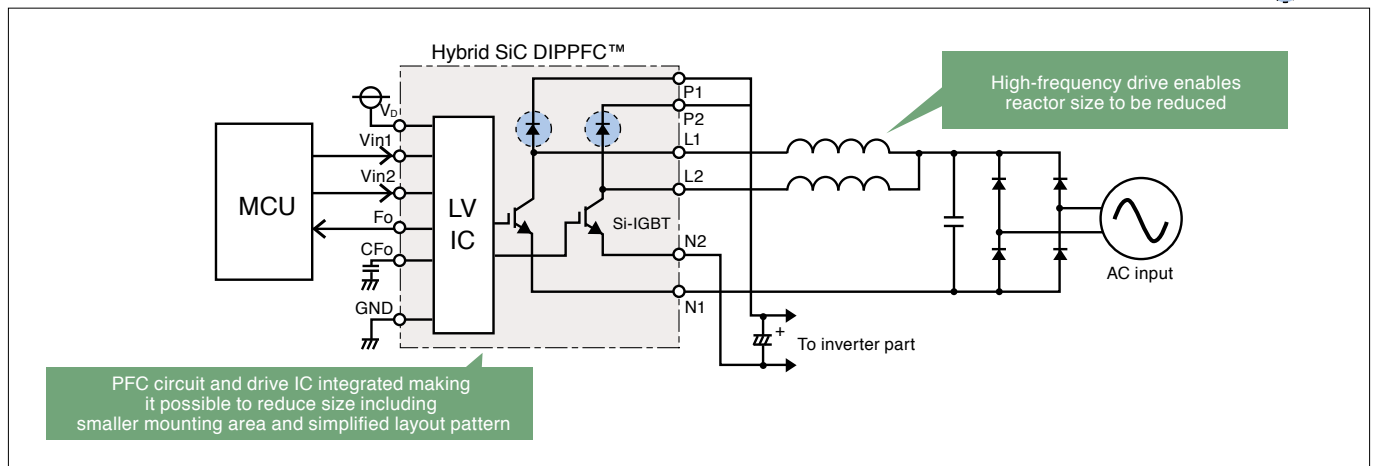 Hybrid SiC DIPPFC™
High-frequency drive enables
reactor size to be reduced
P1
P2
L1
L2
N2
N1
VD
Vin1
Vin2
Fo
CFo
GND
MCU
LV
IC
Si-IGBT
AC input
+
To inverter part
PFC circuit and drive IC integrated making
it possible to reduce size including
smaller mounting area and simplified layout pattern